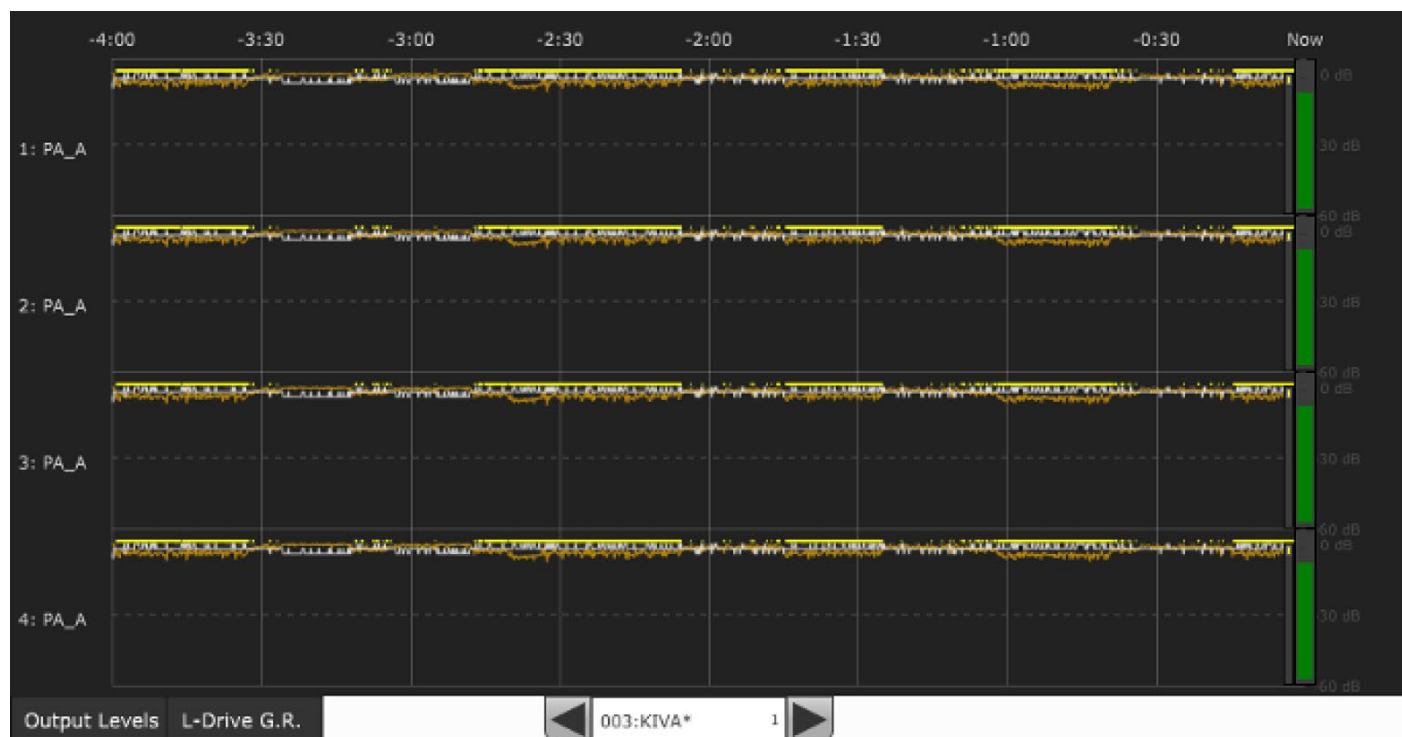 -4:00 -3:30 -3:00 -2:30 -2:00 -1:30 -1:00 -0:30 Now
0 dB
1: PA_A 30 dB
60 dB
0 dB
2: PA_A 30 dB
60 dB
0 dB
3: PA_A 30 dB
60 dB
0 dB
4: PA_A 30 dB
60 dB
Output Levels L-Drive G.R. 003:KIVA* 1